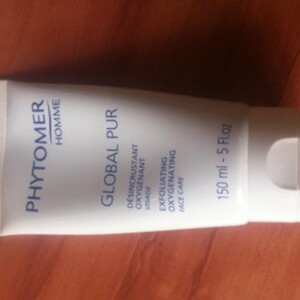 PHYTOMER
HOMME
GLOBAL PUR
DÉSINCRUSTANT
OXYGÉNANT
VISAGE
EXFOLIATING
OXYGENATING
FACE CARE
150 ml - 5 Fl.oz